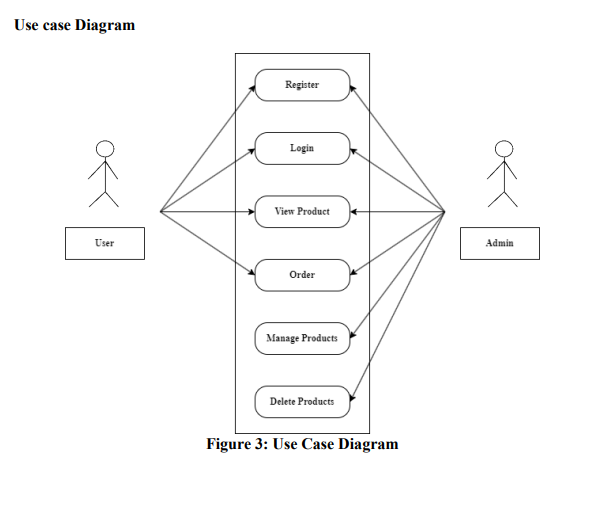 Use case Diagram
Register
Login
View Product
Order
Manage Products
Delete Products
User
Admin
Figure 3: Use Case Diagram